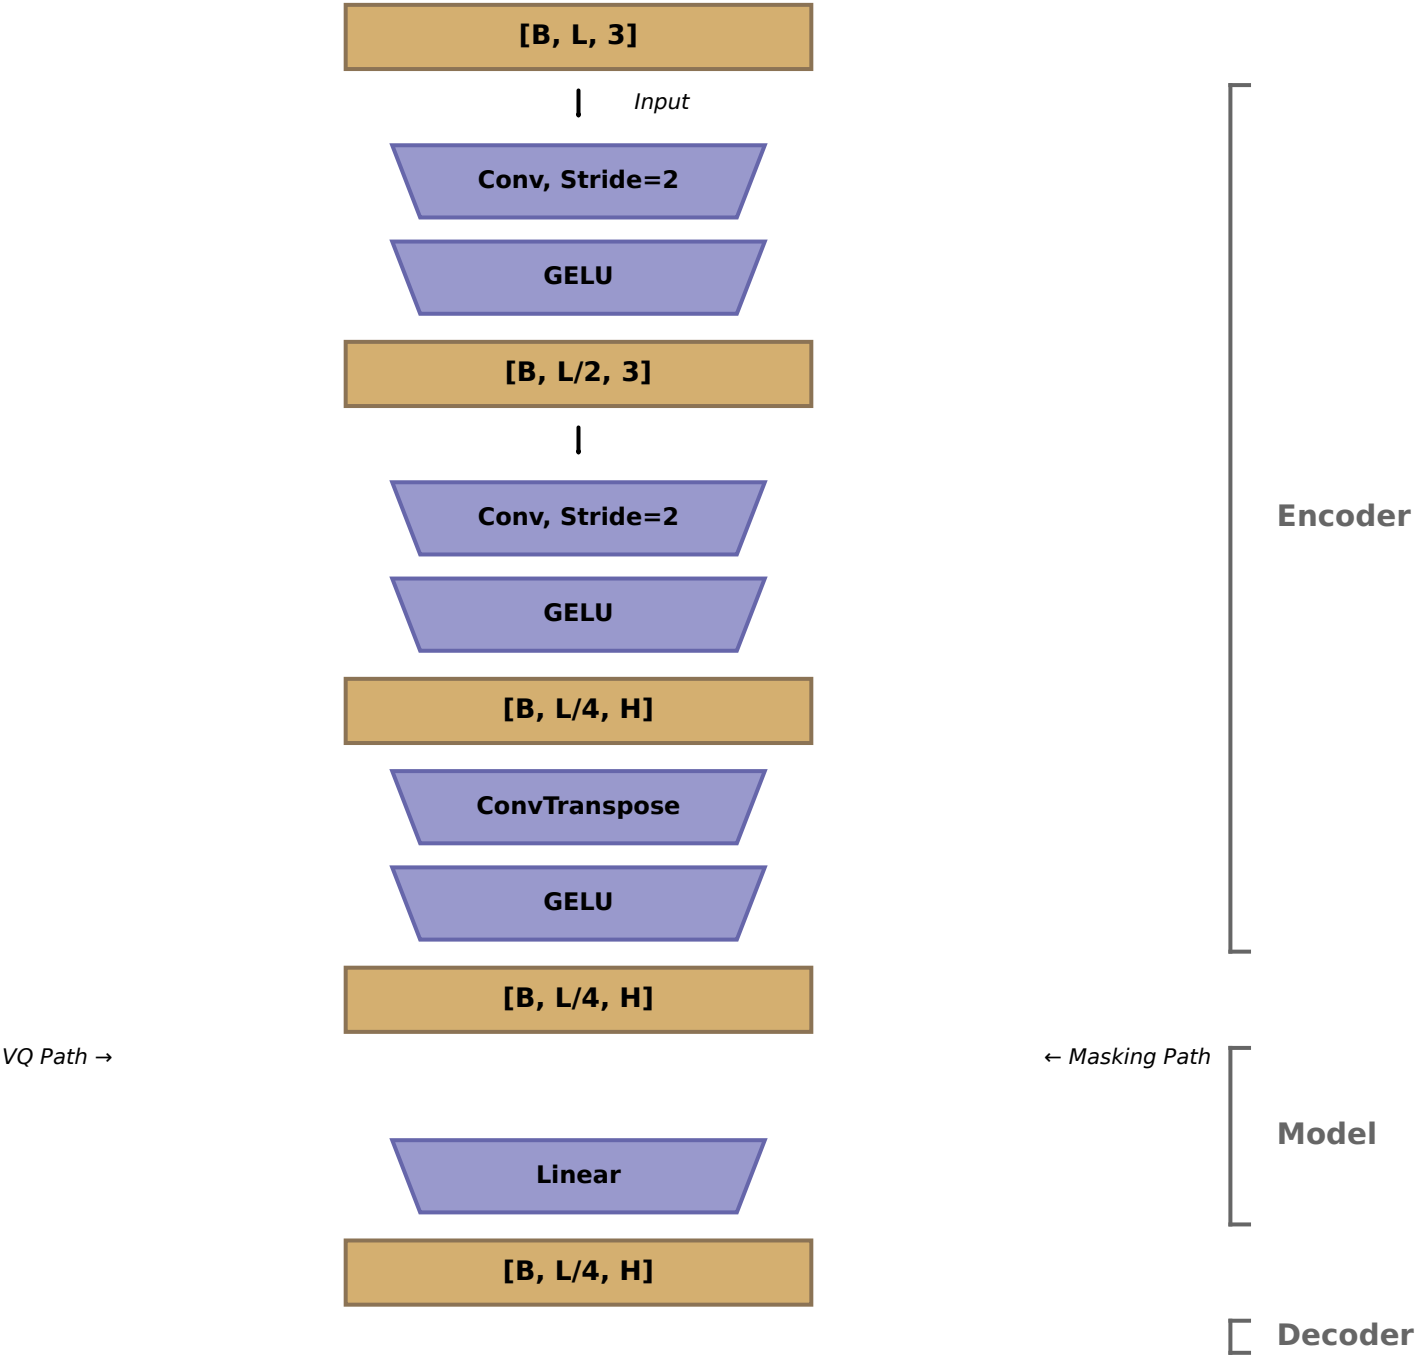 [B, L, 3]
Input
Conv, Stride=2
GELU
[B, L/2, 3]
Conv, Stride=2
Encoder
GELU
[B, L/4, H]
ConvTranspose
GELU
[B, L/4, H]
VQ Path →
← Masking Path
Model
Linear
[B, L/4, H]
Decoder